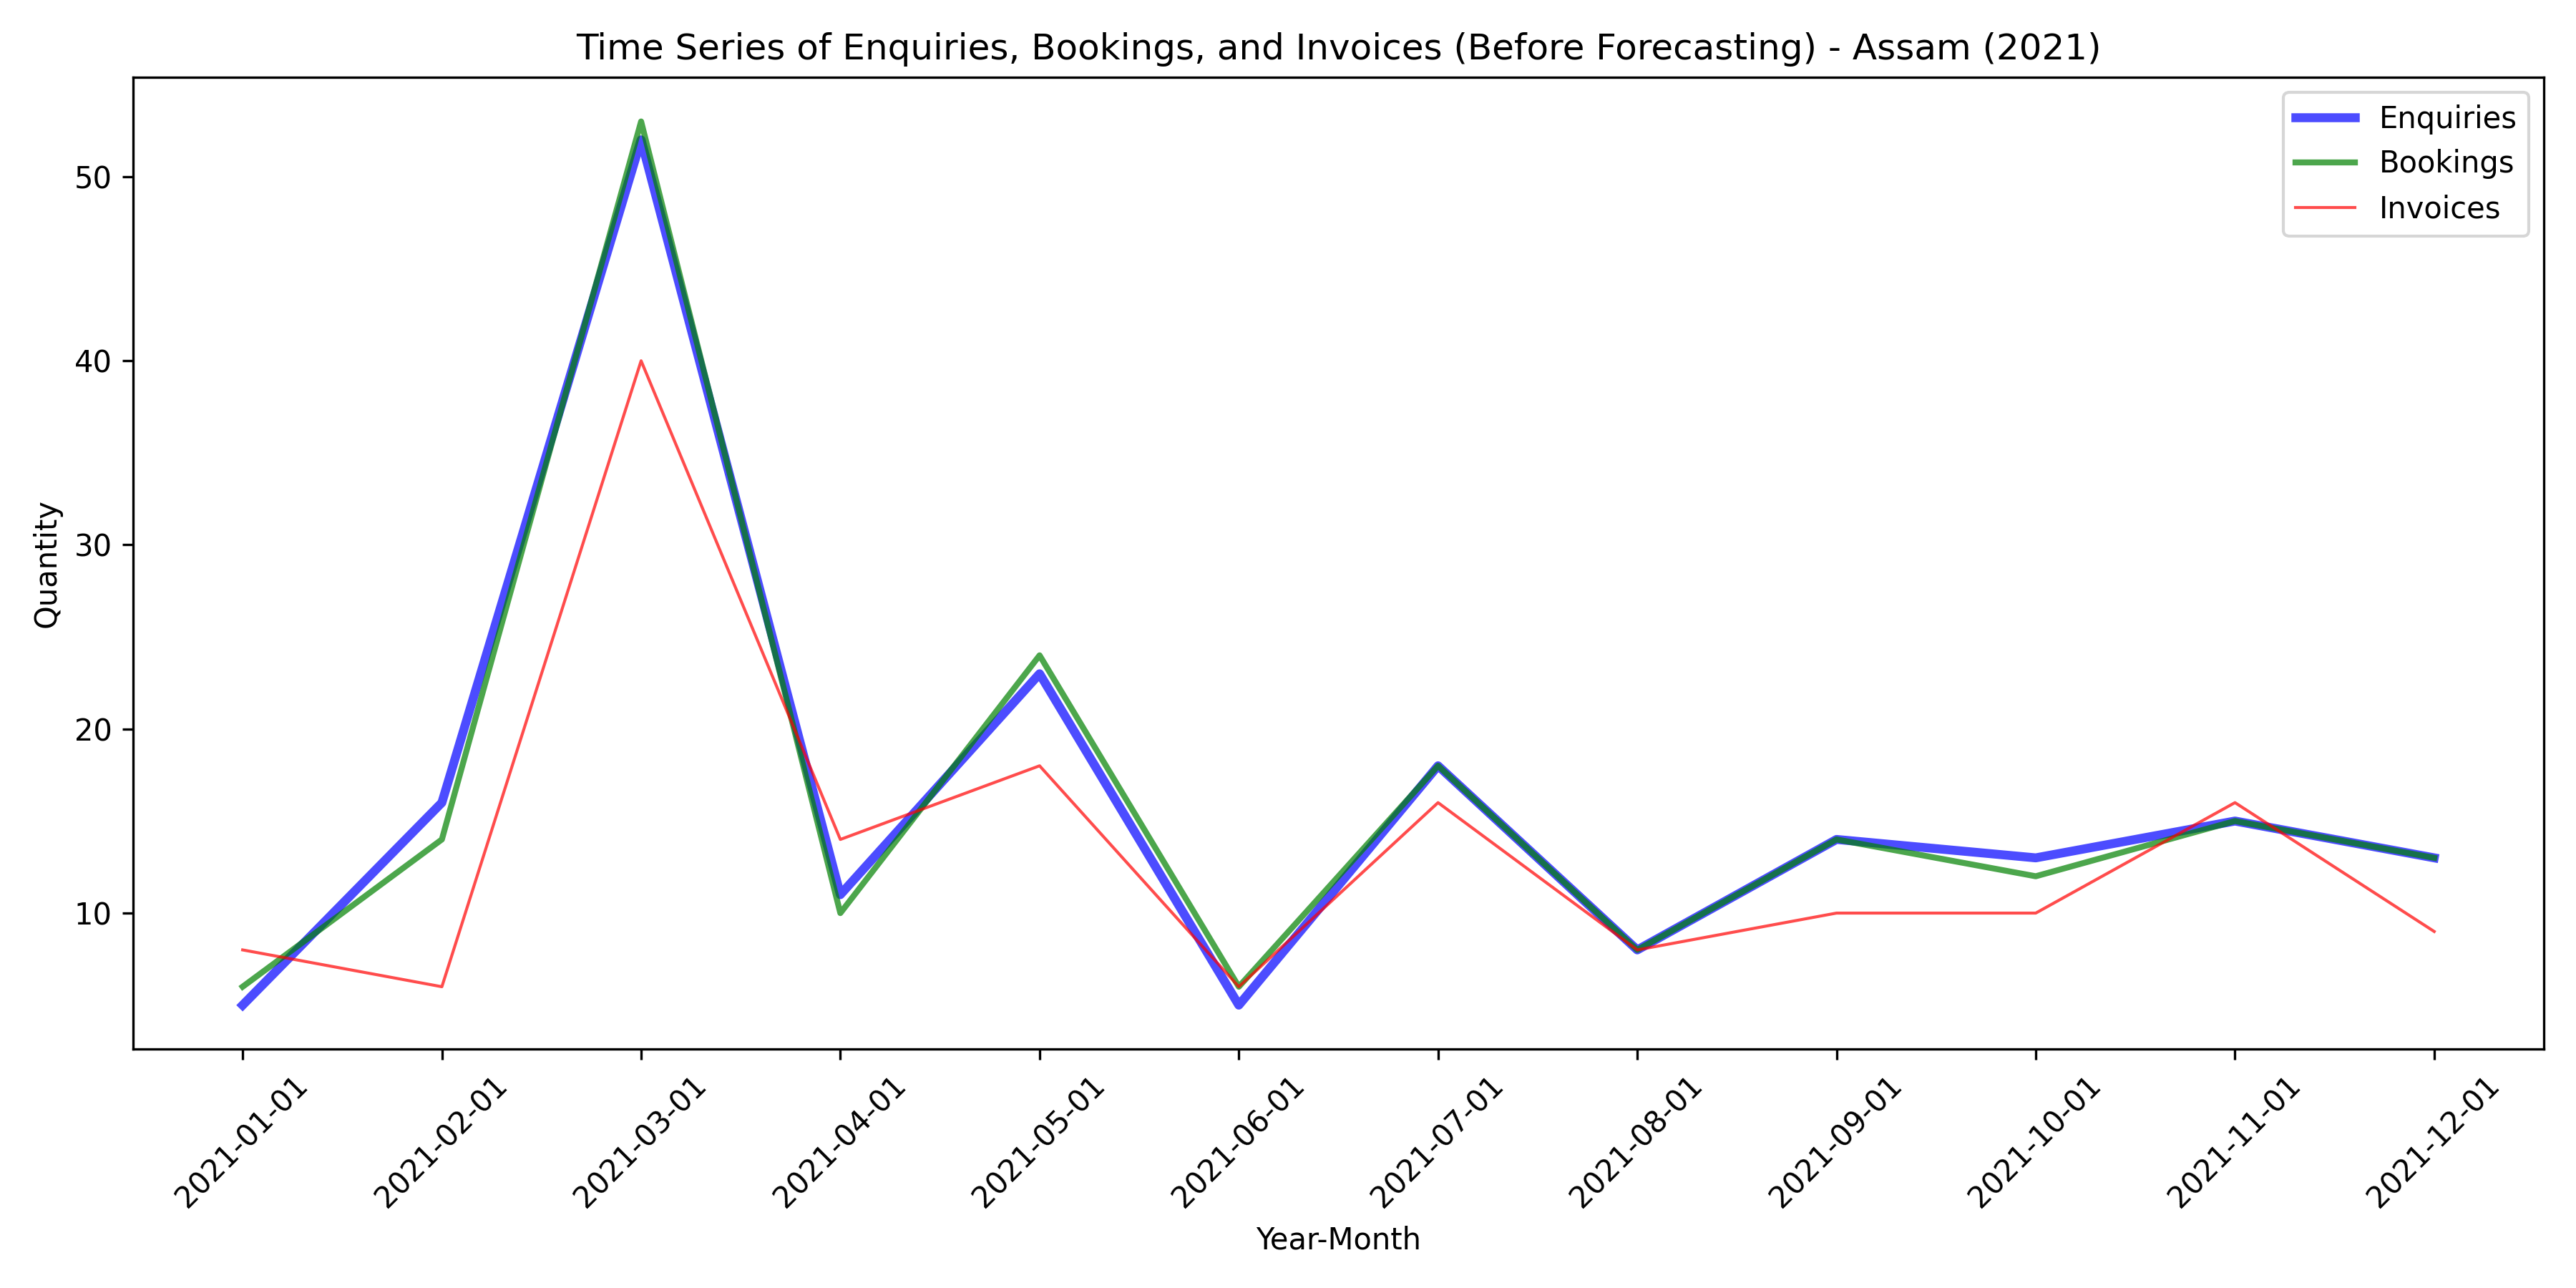 Time Series of Enquiries, Bookings, and Invoices (Before Forecasting) - Assam (2021)
Enquiries
Bookings
Invoices
Quantity
50
40
30
20
10
2021-01-01
2021-02-01
2021-03-01
2021-04-01
2021-05-01
2021-06-01
2021-07-01
2021-08-01
2021-09-01
2021-10-01
2021-11-01
2021-12-01
Year-Month